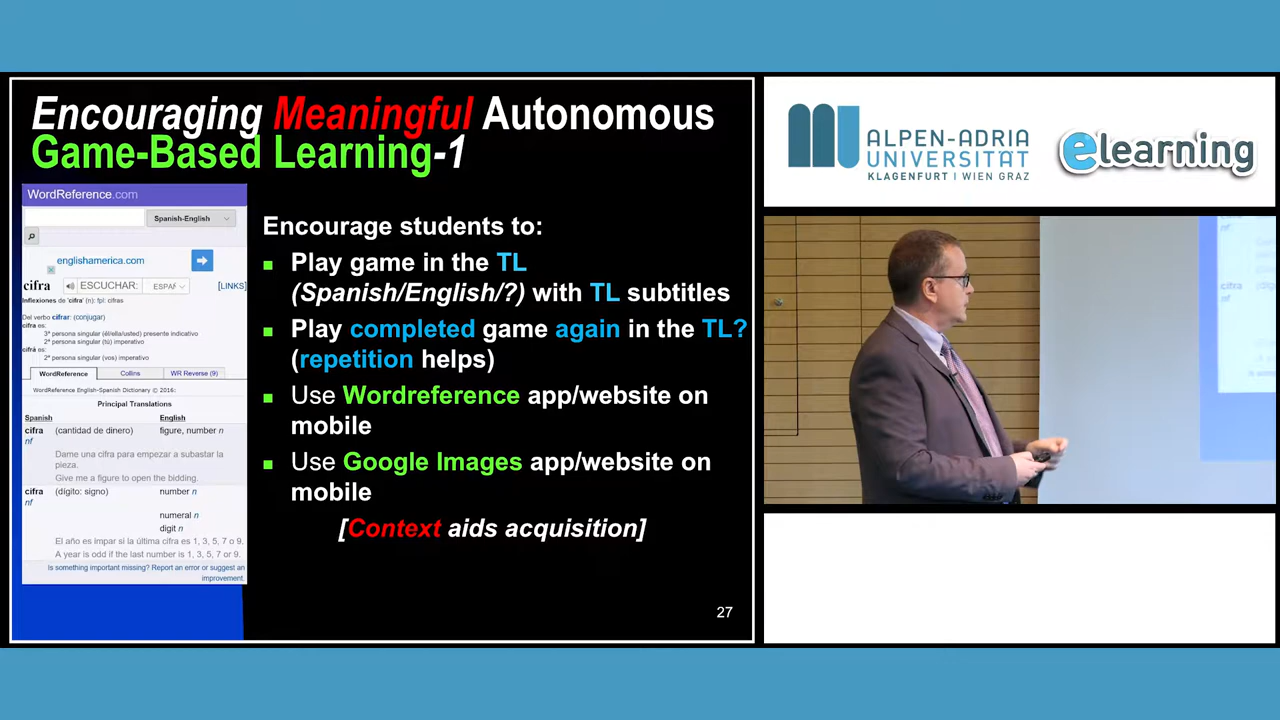 Encouraging Meaningful Autonomous
Game-Based Learning-1
WordReference.com
Spanish-English
englishamerica.com
cifra
ESCUCHAR:
ESPAÑ
[LINKS]
Inflexiones de 'cifra' (n): fpl: cifras
Del verbo cifrar: (conjugar)
cifra es:
3ª persona singular (él/ella/usted) presente indicativo
2ª persona singular (tú) imperativo
cifrá es:
2ª persona singular (vos) imperativo
WordReference
Collins
WR Reverse (9)
WordReference English-Spanish Dictionary © 2016:
Principal Translations
Spanish English
cifra (cantidad de dinero) figure, number n
nf
Dame una cifra para empezar a subastar la
pieza.
Give me a figure to open the bidding.
cifra (dígito: signo) number n
nf
numeral n
digit n
El año es impar si la última cifra es 1, 3, 5, 7 o 9.
A year is odd if the last number is 1, 3, 5, 7 or 9.
Is something important missing? Report an error or suggest an
improvement.
Encourage students to:
Play game in the TL
(Spanish/English/?) with TL subtitles
Play completed game again in the TL?
(repetition helps)
Use Wordreference app/website on
mobile
Use Google Images app/website on
mobile
[Context aids acquisition]
27
ALPEN-ADRIA
UNIVERSITÄT
KLAGENFURT | WIEN GRAZ
elearning